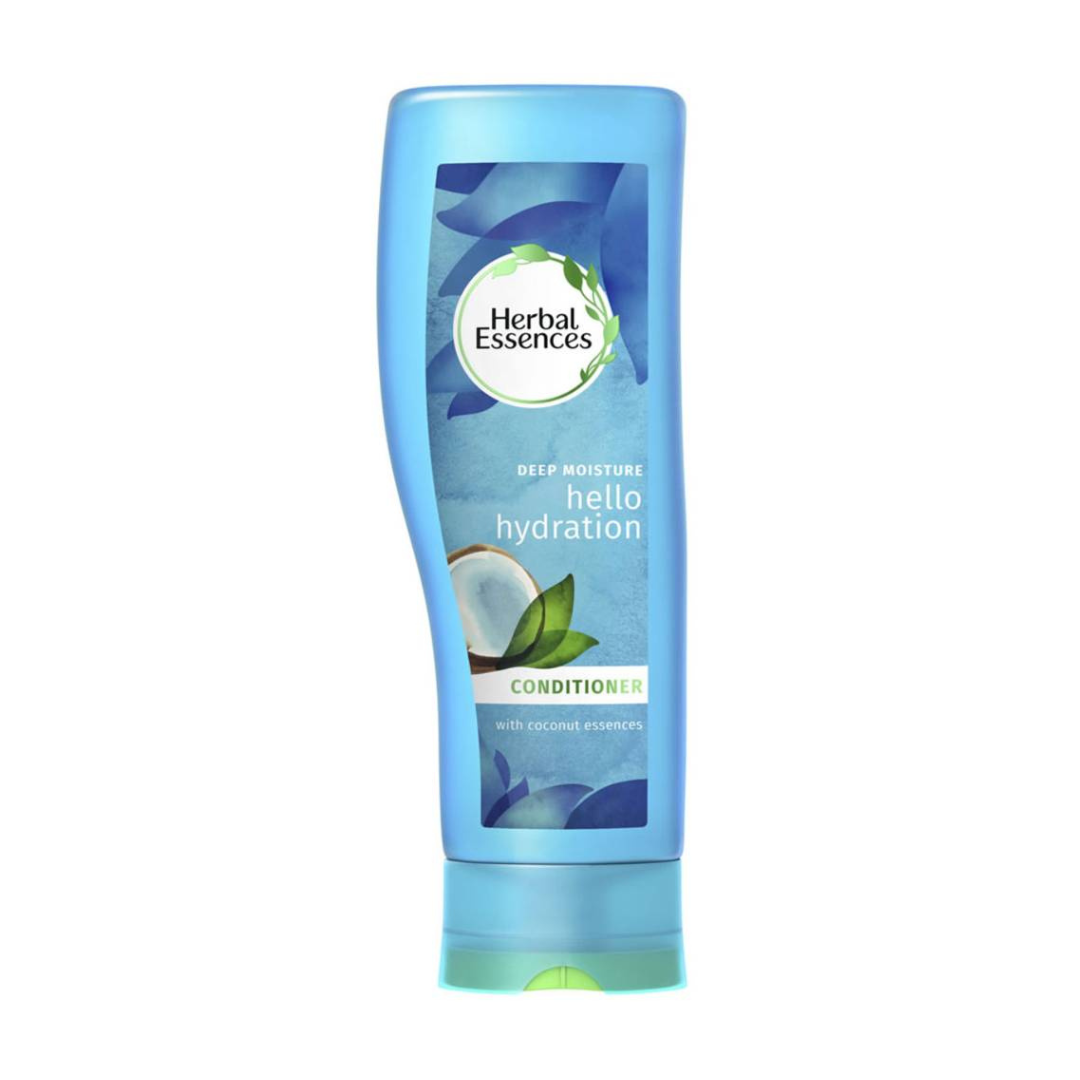 Herbal
Essences
DEEP MOISTURE
hello
hydration
CONDITIONER
with coconut essences